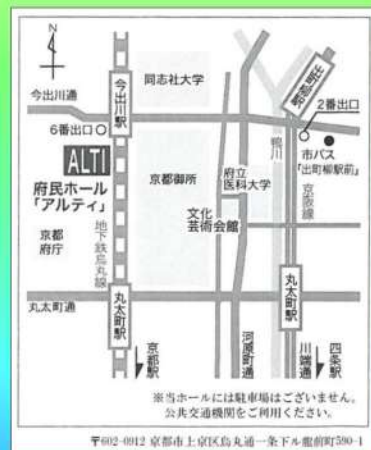 N
同志社大学
出町柳駅
今出川通
今出川駅
2番出口
6番出口
鴨川
市バス
「出町柳駅前」
ALTI
府民ホール
「アルティ」
京都御所
府立
医科大学
京阪線
文化
芸術会館
京都
府庁
地下鉄烏丸線
丸太町駅
丸太町駅
丸太町通
京都駅
河原町通
川端通
四条駅
※当ホールには駐車場はございません。
公共交通機関をご利用ください。
〒602-0912 京都市上京区烏丸通一条下ル龍前町590-1